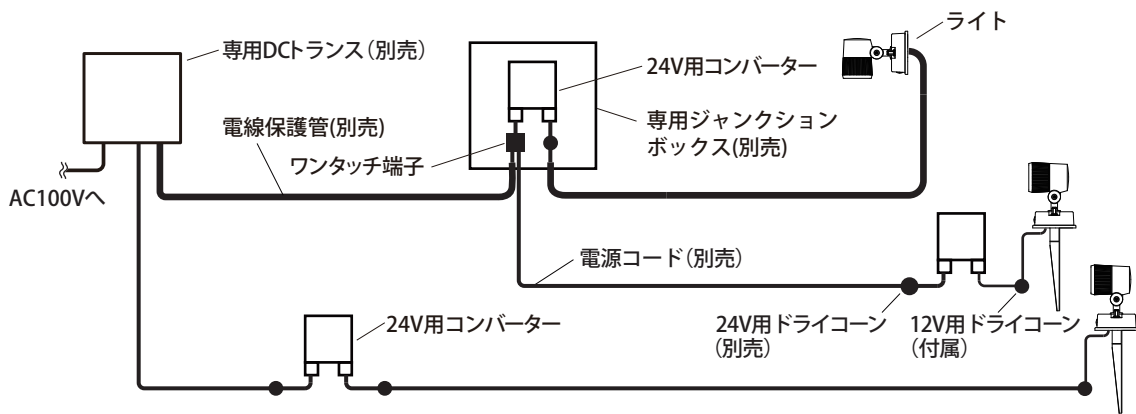 ライト
専用DCトランス（別売）
24V用コンバーター
電線保護管(別売)
専用ジャンクション
ボックス(別売)
ワンタッチ端子
AC100Vへ
電源コード（別売）
24V用コンバーター
24V用ドライコーン
（別売）
12V用ドライコーン
（付属）